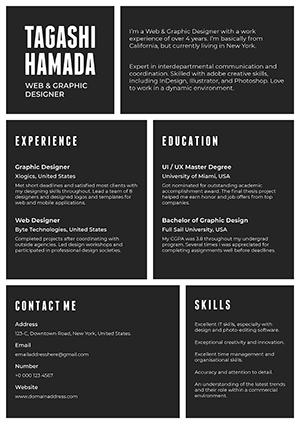 TAGASHI
HAMADA
WEB & GRAPHIC
DESIGNER
I'm a Web & Graphic Designer with a work
experience of over 4 years. I'm basically from
California, but currently living in New York.
Expert in interdepartmental communication and
coordination. Skilled with adobe creative skills,
including InDesign, Illustrator, and Photoshop. Love
to work in a dynamic environment.
EXPERIENCE
Graphic Designer
Xlogics, United States
Met short deadlines and satisfied most clients with
my designing skills throughout. Lead a team of 8
designers and designed logos and templates for
web and mobile applications.
Web Designer
Byte Technologies, United States
Completed projects after coordinating with
outside agencies. Led design workshops and
participated in professional design societies.
EDUCATION
UI / UX Master Degree
University of Miami, USA
Got nominated for outstanding academic
accomplishment award. The final thesis project
helped me earn honor and job offers from top
companies.
Bachelor of Graphic Design
Full Sail University, USA
My CGPA was 3.8 throughout my undergrad
program. Several times I was appreciated for
completing assignments well before deadlines.
CONTACT ME
Address
123-C, Downtown Road, New York, United States.
Email
emailaddresshere@gmail.com
Number
+0 000 123 4567
Website
www.domainaddress.com
SKILLS
Excellent IT skills, especially with
design and photo-editing software.
Exceptional creativity and innovation.
Excellent time management and
organisational skills.
Accuracy and attention to detail.
An understanding of the latest trends
and their role within a commercial
environment.